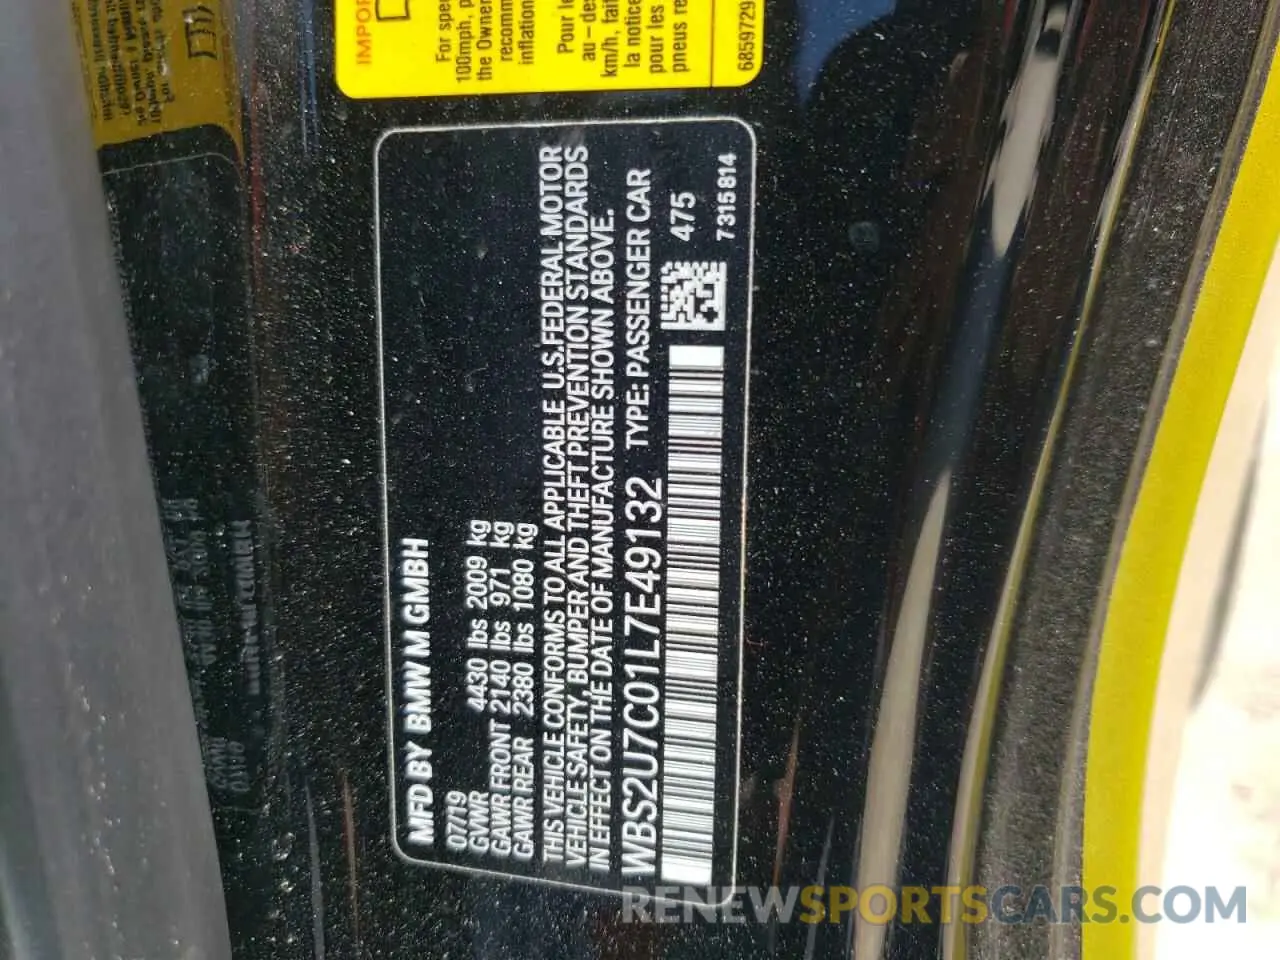 IMPOR
For spe
100mph, p
the Owner
recomm
inflation
Pour le
au-des
km/h, fait
la notice
pour les
pneus re
6859729
MFD BY BMW M GMBH
07/19
GVWR 4430 lbs 2009 kg
GAWR FRONT 2140 lbs 971 kg
GAWR REAR 2380 lbs 1080 kg
THIS VEHICLE CONFORMS TO ALL APPLICABLE U.S.FEDERAL MOTOR
VEHICLE SAFETY, BUMPER AND THEFT PREVENTION STANDARDS
IN EFFECT ON THE DATE OF MANUFACTURE SHOWN ABOVE.
WBS2U7C01L7E49132 TYPE: PASSENGER CAR
475
7315814
RENEWSPORTSCARS.COM